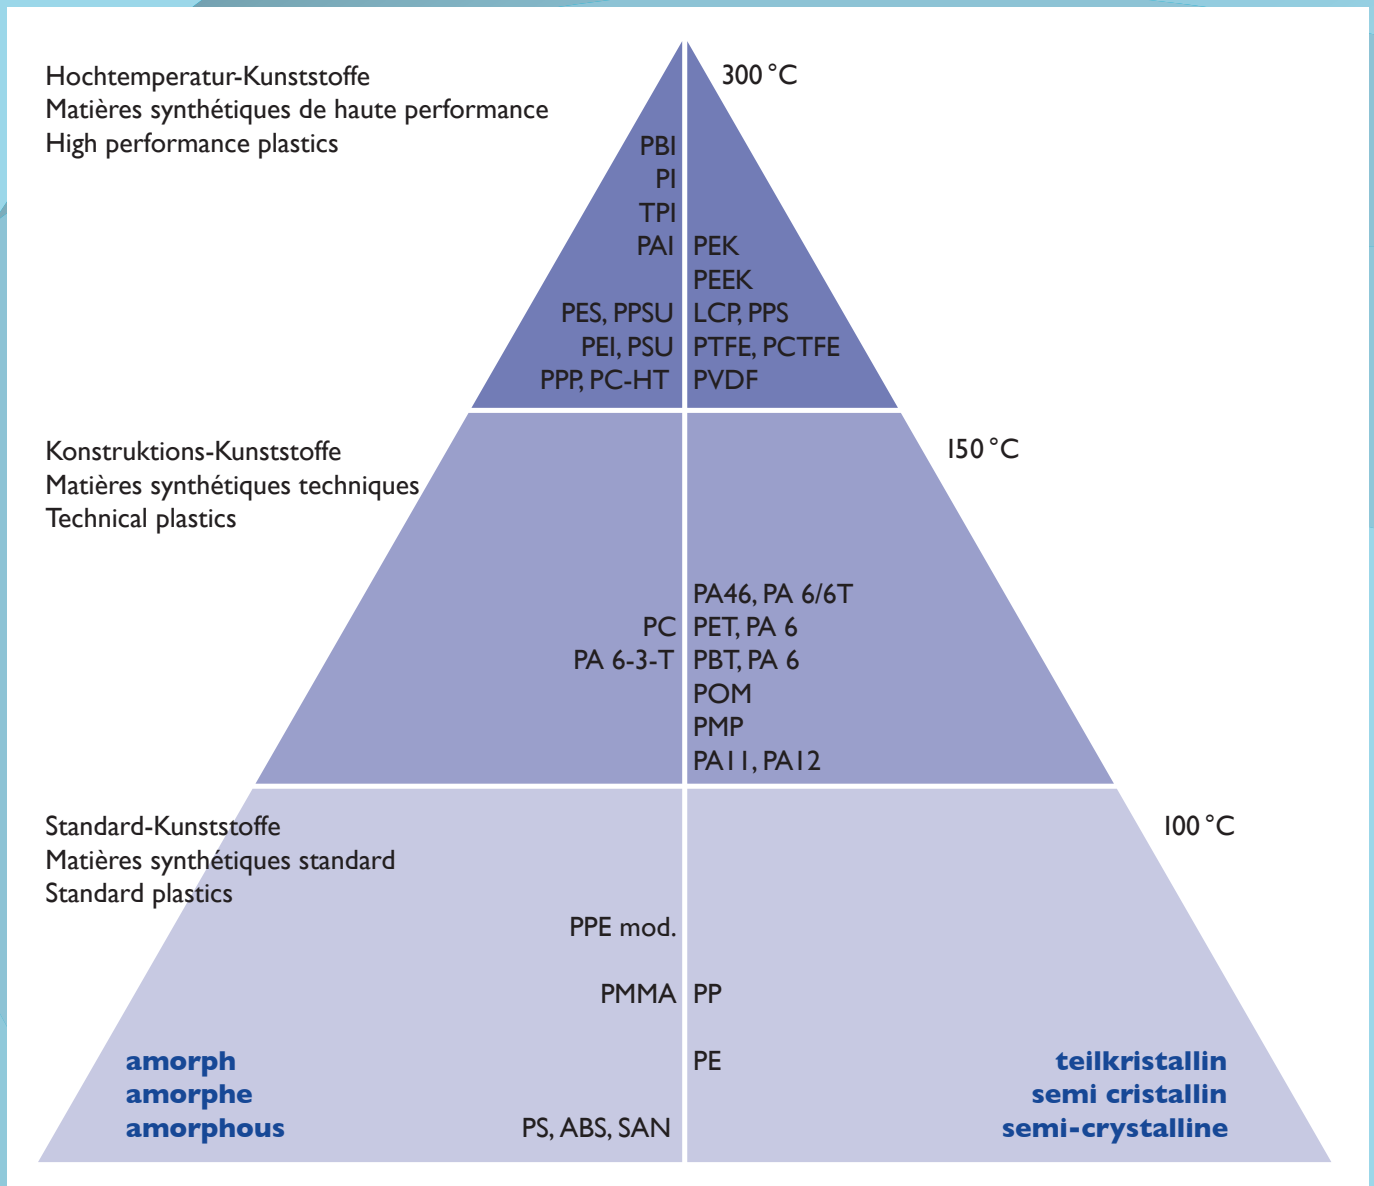 Hochtemperatur-Kunststoffe
Matières synthétiques de haute performance
High performance plastics
300 °C
PBI
PI
TPI
PAI PEK
PEEK
PES, PPSU LCP, PPS
PEI, PSU PTFE, PCTFE
PPP, PC-HT PVDF
Konstruktions-Kunststoffe
Matières synthétiques techniques
Technical plastics
150 °C
PA46, PA 6/6T
PC PET, PA 6
PA 6-3-T PBT, PA 6
POM
PMP
PA11, PA12
Standard-Kunststoffe
Matières synthétiques standard
Standard plastics
100 °C
PPE mod.
PMMA PP
PE
amorph
amorphe
amorphous
PS, ABS, SAN
teilkristallin
semi cristallin
semi-crystalline